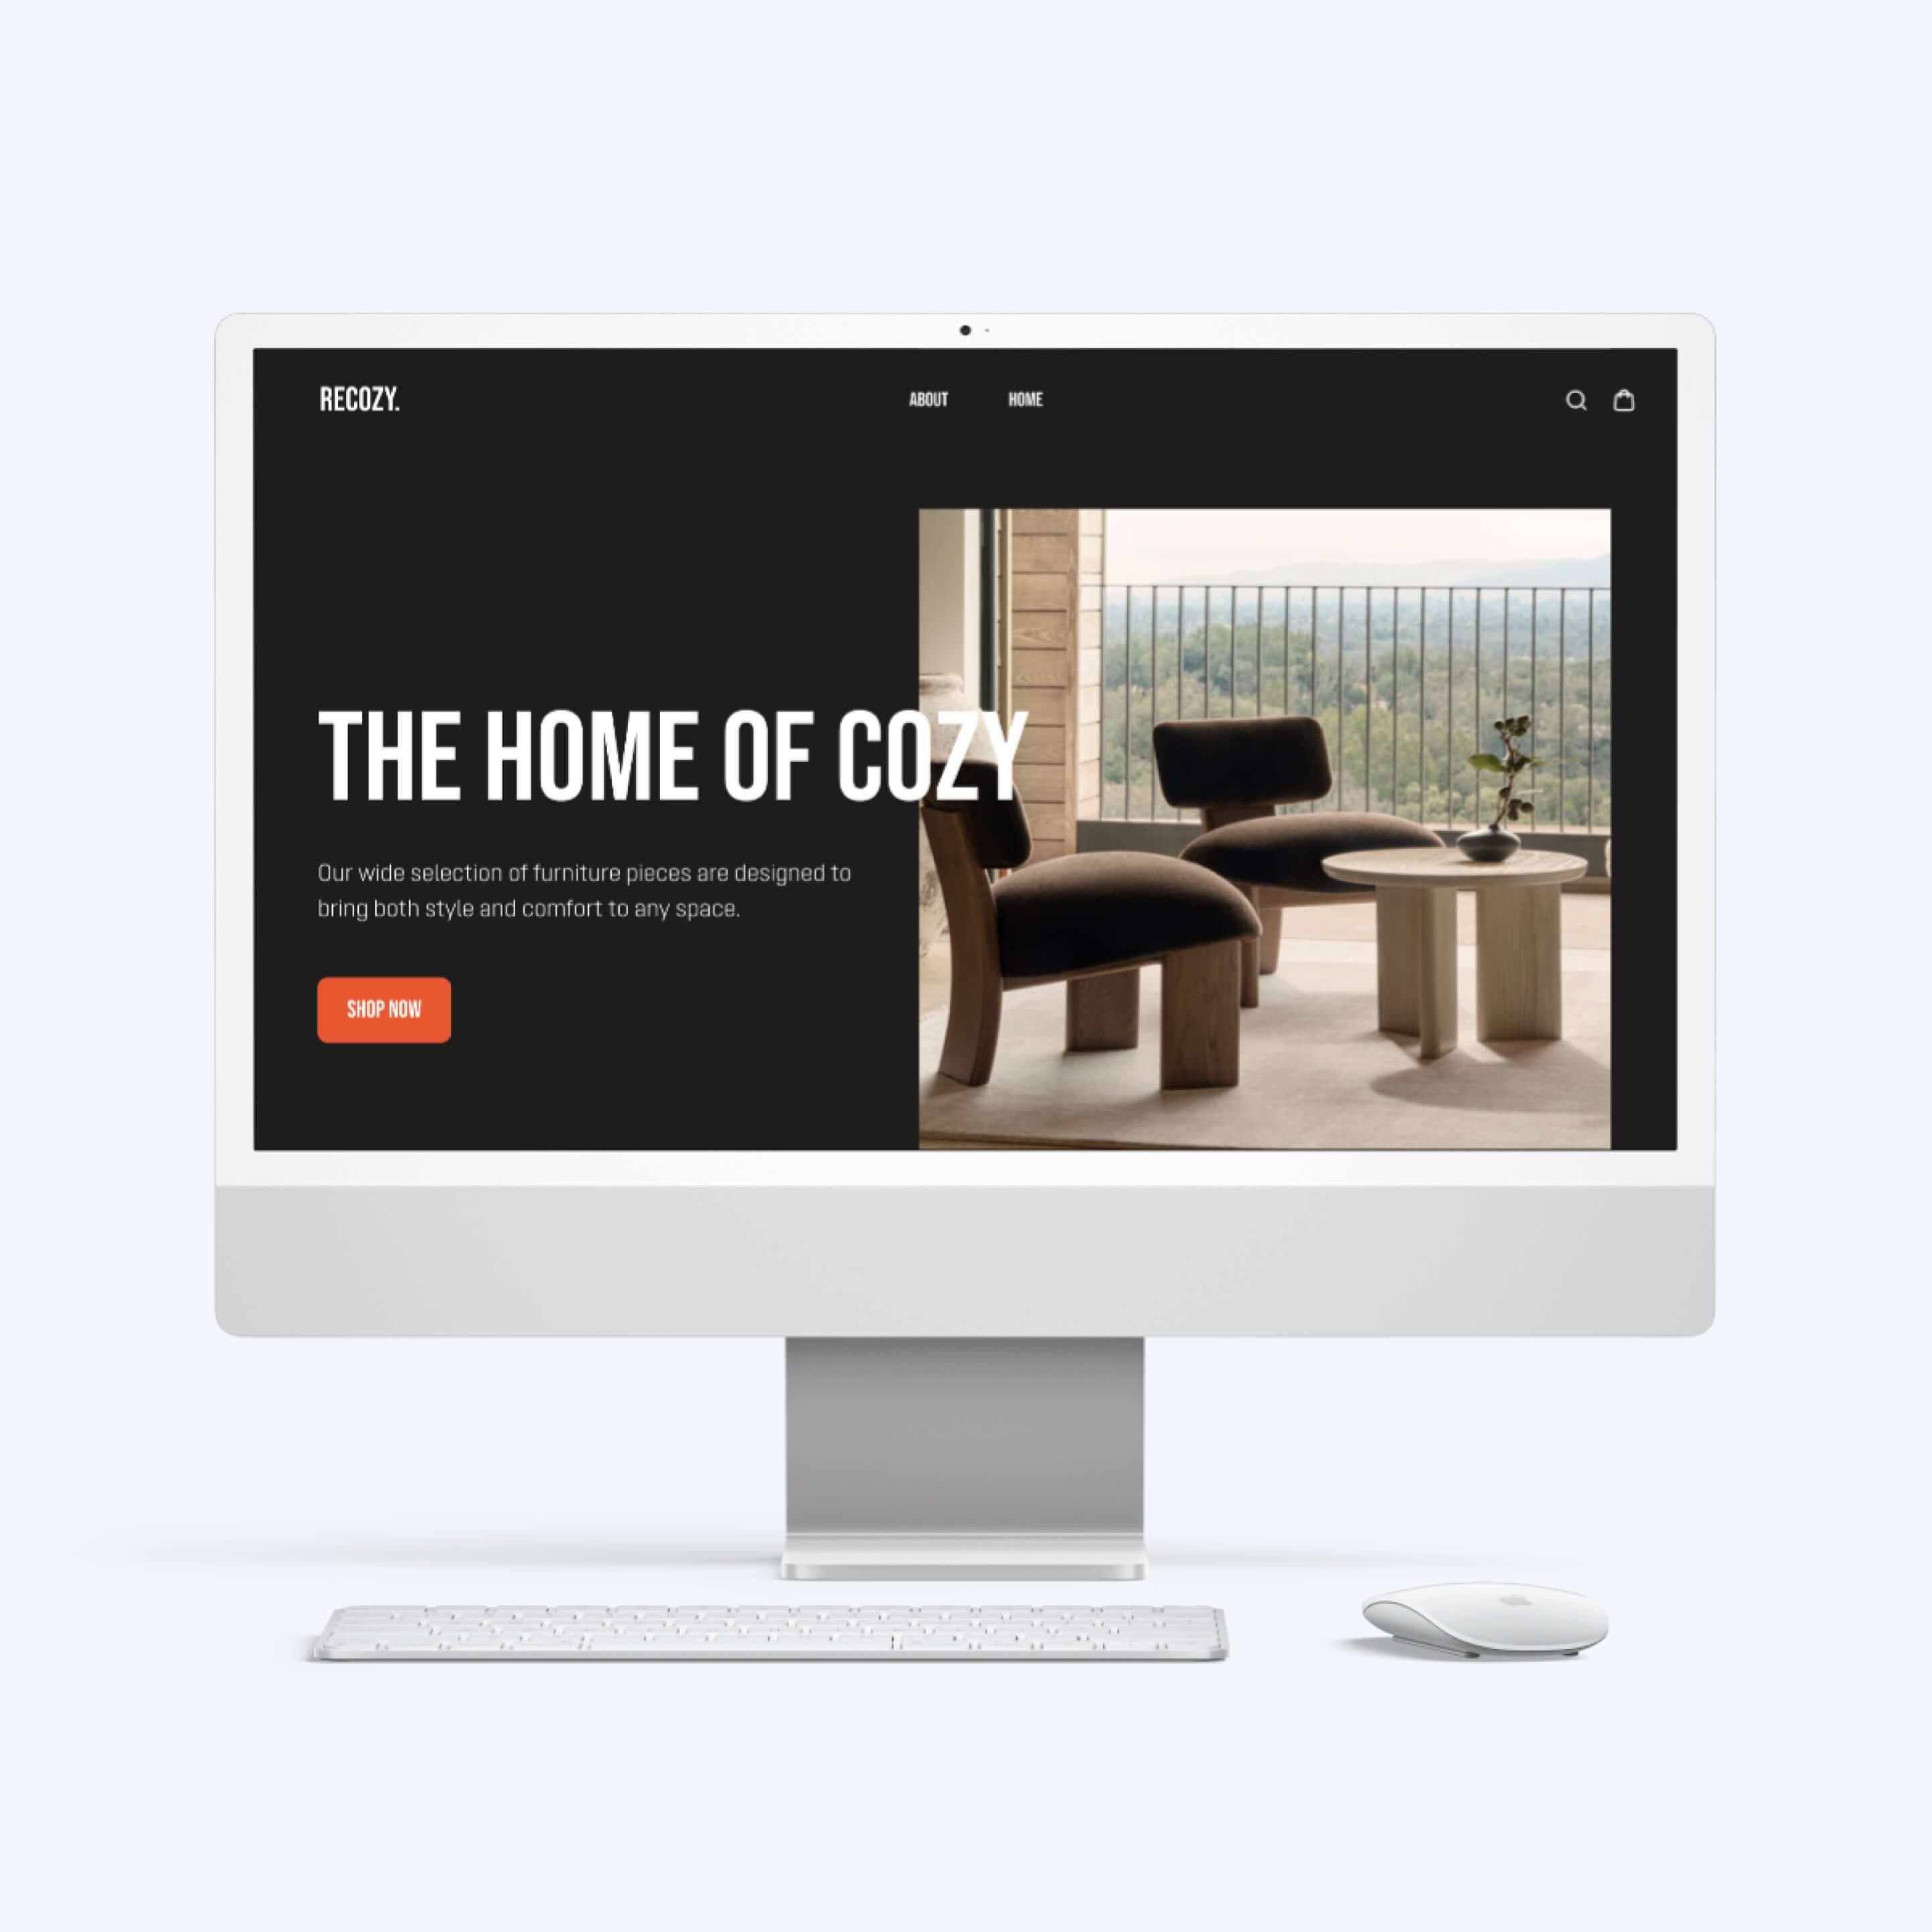 RECOZY.
ABOUT
HOME
THE HOME OF COZY
Our wide selection of furniture pieces are designed to
bring both style and comfort to any space.
SHOP NOW